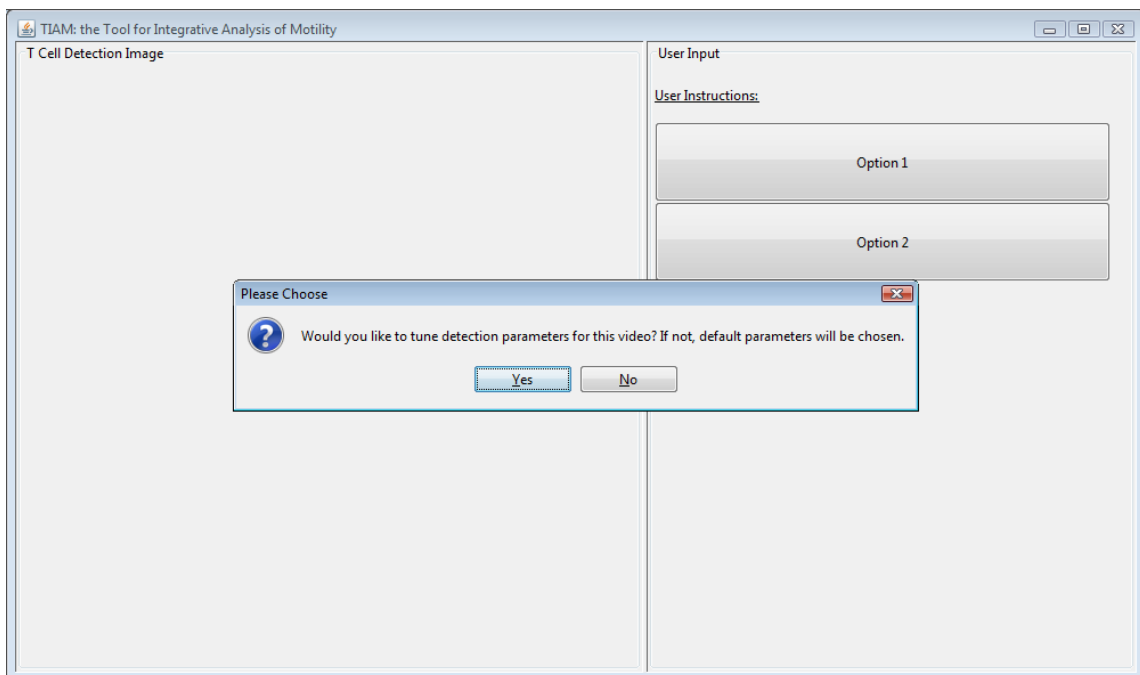 TIAM: the Tool for Integrative Analysis of Motility
T Cell Detection Image
User Input
User Instructions:
Option 1
Option 2
Please Choose
Would you like to tune detection parameters for this video? If not, default parameters will be chosen.
Yes
No